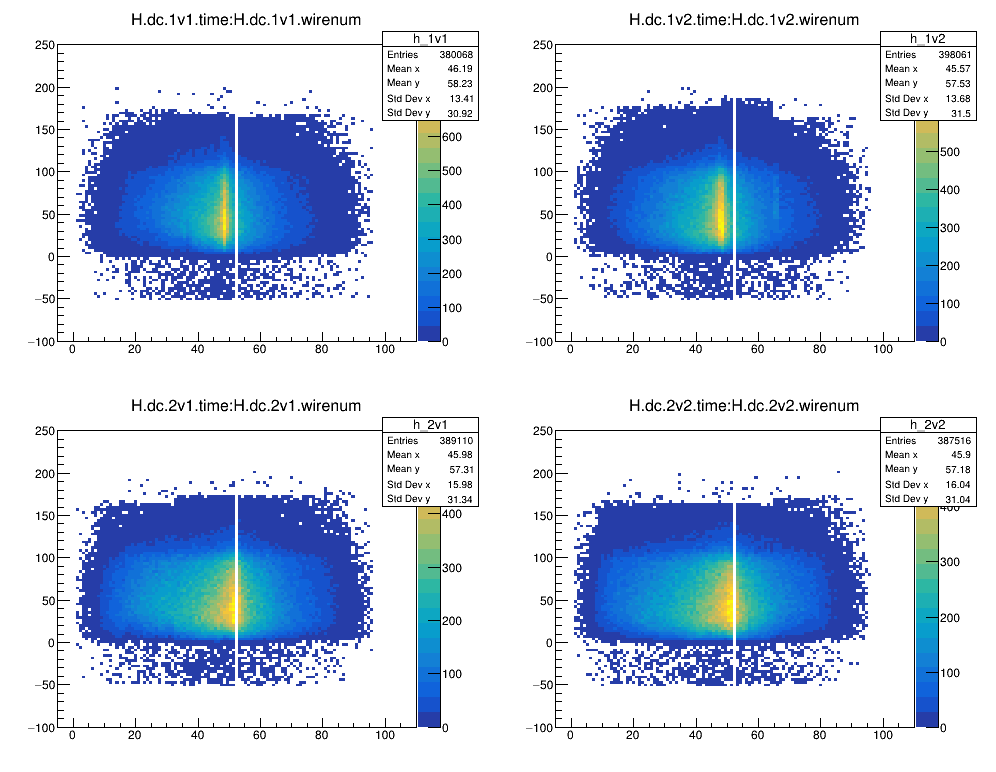 H.dc.1v1.time:H.dc.1v1.wirenum
h_1v1
Entries 380068
Mean x 46.19
Mean y 58.23
Std Dev x 13.41
Std Dev y 30.92
250
200
150
100
50
0
−50
−100
0 20 40 60 80 100
600
500
400
300
200
100
0
H.dc.1v2.time:H.dc.1v2.wirenum
h_1v2
Entries 398061
Mean x 45.57
Mean y 57.53
Std Dev x 13.68
Std Dev y 31.5
250
200
150
100
50
0
−50
−100
0 20 40 60 80 100
500
400
300
200
100
0
H.dc.2v1.time:H.dc.2v1.wirenum
h_2v1
Entries 389110
Mean x 45.98
Mean y 57.31
Std Dev x 15.98
Std Dev y 31.34
250
200
150
100
50
0
−50
−100
0 20 40 60 80 100
400
300
200
100
0
H.dc.2v2.time:H.dc.2v2.wirenum
h_2v2
Entries 387516
Mean x 45.9
Mean y 57.18
Std Dev x 16.04
Std Dev y 31.04
250
200
150
100
50
0
−50
−100
0 20 40 60 80 100
400
300
200
100
0